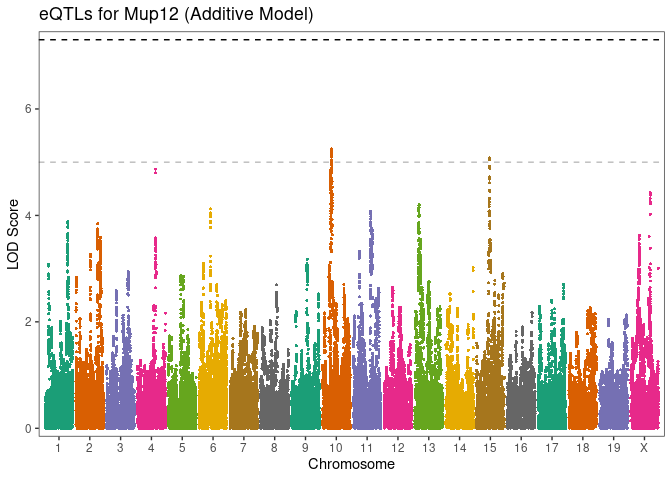 eQTLs for Mup12 (Additive Model)
6
4
2
0
LOD Score
1 2 3 4 5 6 7 8 9 10 11 12 13 14 15 16 17 18 19 X
Chromosome